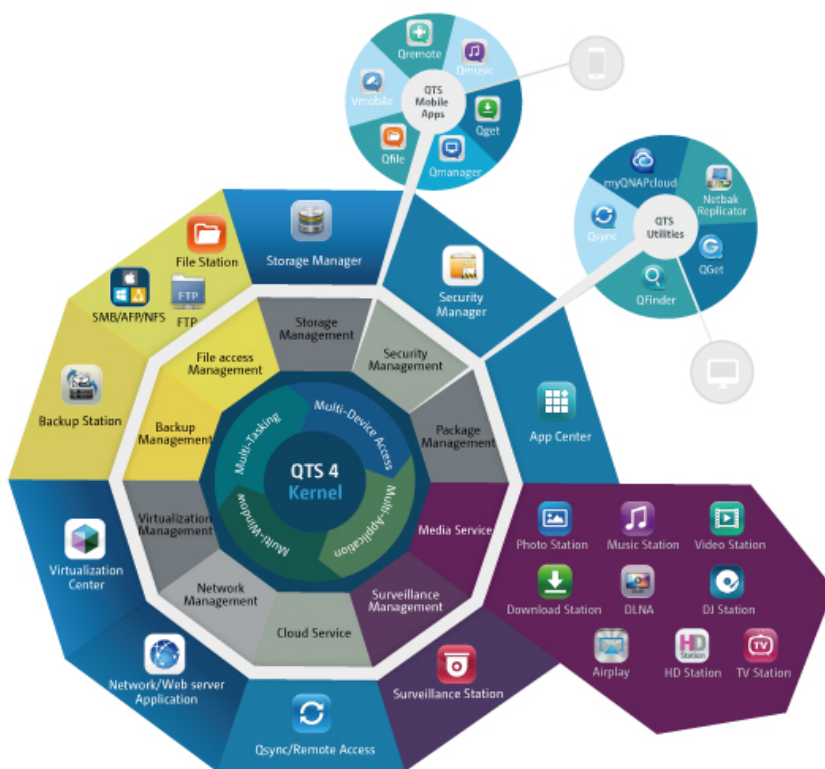 Qremote
Qmusic
Vmobile
QTS
Mobile
Apps
Qget
Qfile
Qmanager
myQNAPcloud
Netbak
Replicator
Qsync
QTS
Utilities
QGet
QFinder
File Station
Storage Manager
SMB/AFP/NFS
FTP
FTP
Security
Manager
Storage
Management
File access
Management
Security
Management
Backup Station
Backup
Management
Multi-Tasking
Multi-Device Access
Package
Management
App Center
QTS 4
Kernel
Multi-Window
Multi-Application
Virtualization
Management
Media Service
Virtualization
Center
Network
Management
Surveillance
Management
Cloud Service
Photo Station
Music Station
Video Station
Download Station
DLNA
DJ Station
Airplay
HD
Station
HD Station
TV
TV Station
Network/Web server
Application
Surveillance Station
Qsync/Remote Access